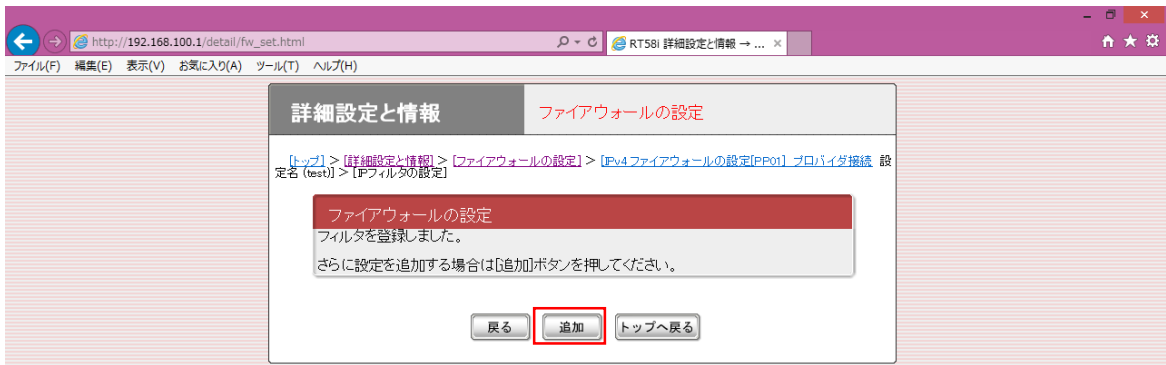 http://192.168.100.1/detail/fw_set.html
RT58i 詳細設定と情報 → ...
ファイル(F) 編集(E) 表示(V) お気に入り(A) ツール(T) ヘルプ(H)
詳細設定と情報
ファイアウォールの設定
[トップ] > [詳細設定と情報] > [ファイアウォールの設定] > [IPv4 ファイアウォールの設定[PP01] プロバイダ接続 設
定名 (test)] > [IPフィルタの設定]
ファイアウォールの設定
フィルタを登録しました。
さらに設定を追加する場合は[追加]ボタンを押してください。
戻る 追加 トップへ戻る